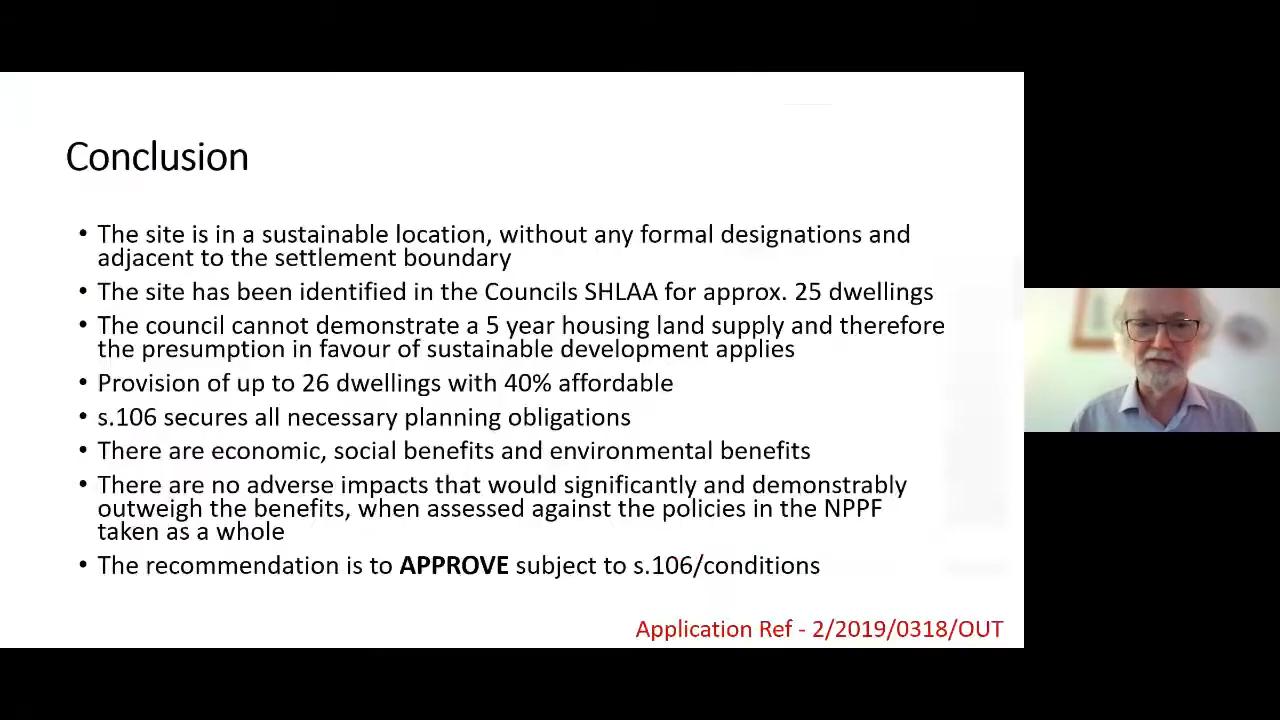 Conclusion
• The site is in a sustainable location, without any formal designations and
adjacent to the settlement boundary
• The site has been identified in the Councils SHLAA for approx. 25 dwellings
• The council cannot demonstrate a 5 year housing land supply and therefore
the presumption in favour of sustainable development applies
• Provision of up to 26 dwellings with 40% affordable
• s.106 secures all necessary planning obligations
• There are economic, social benefits and environmental benefits
• There are no adverse impacts that would significantly and demonstrably
outweigh the benefits, when assessed against the policies in the NPPF
taken as a whole
• The recommendation is to APPROVE subject to s.106/conditions
Application Ref - 2/2019/0318/OUT